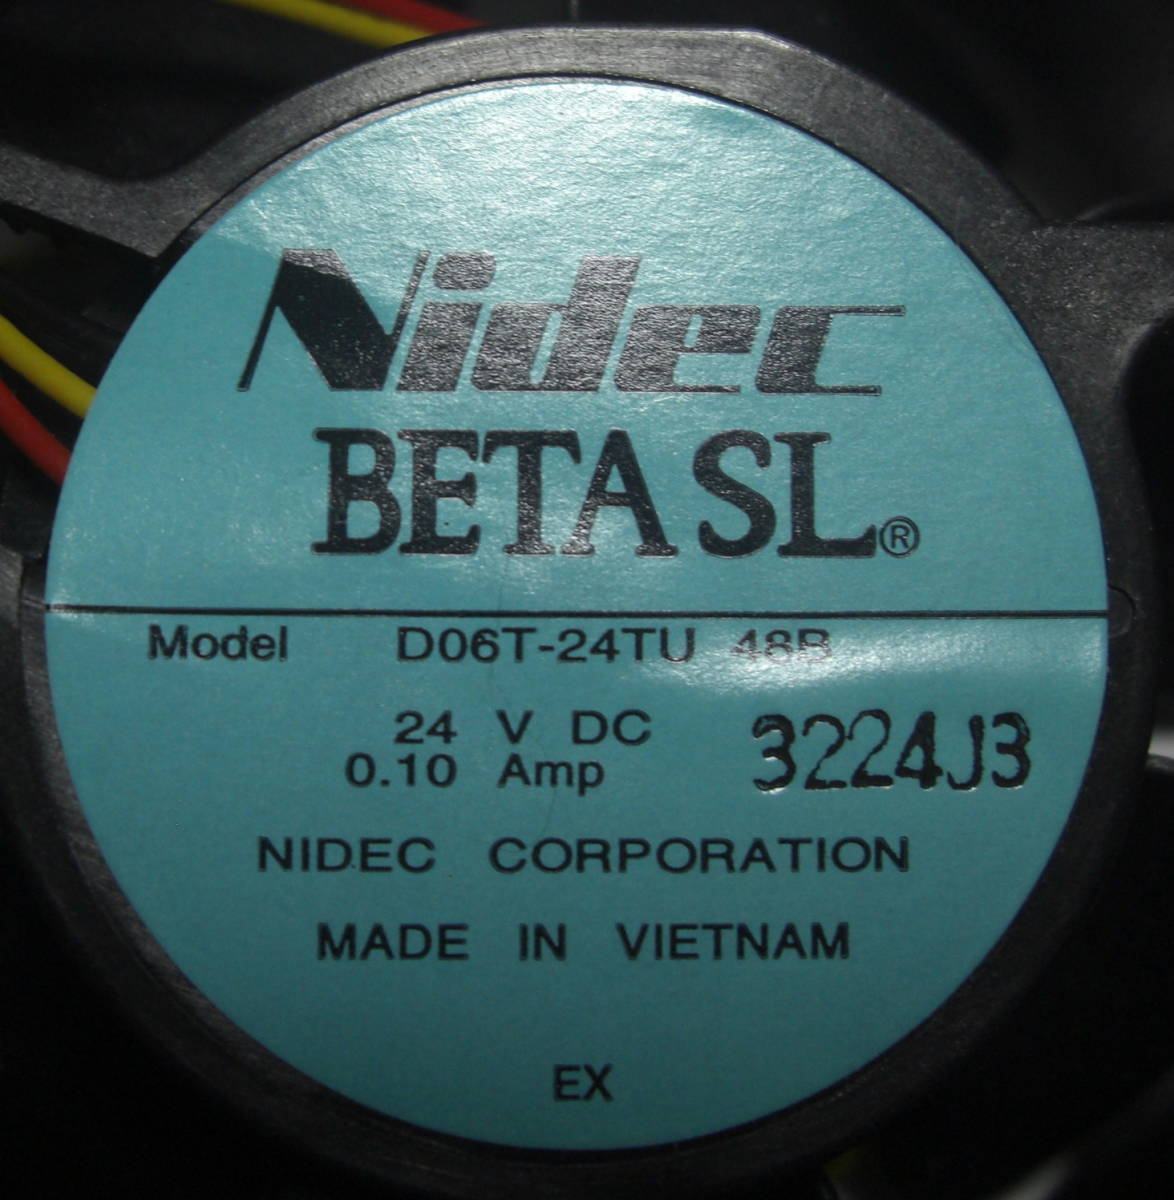 Nidec
BETA SL®
Model D06T-24TU 48B
24 V DC
0.10 Amp
3224J3
NIDEC CORPORATION
MADE IN VIETNAM
EX